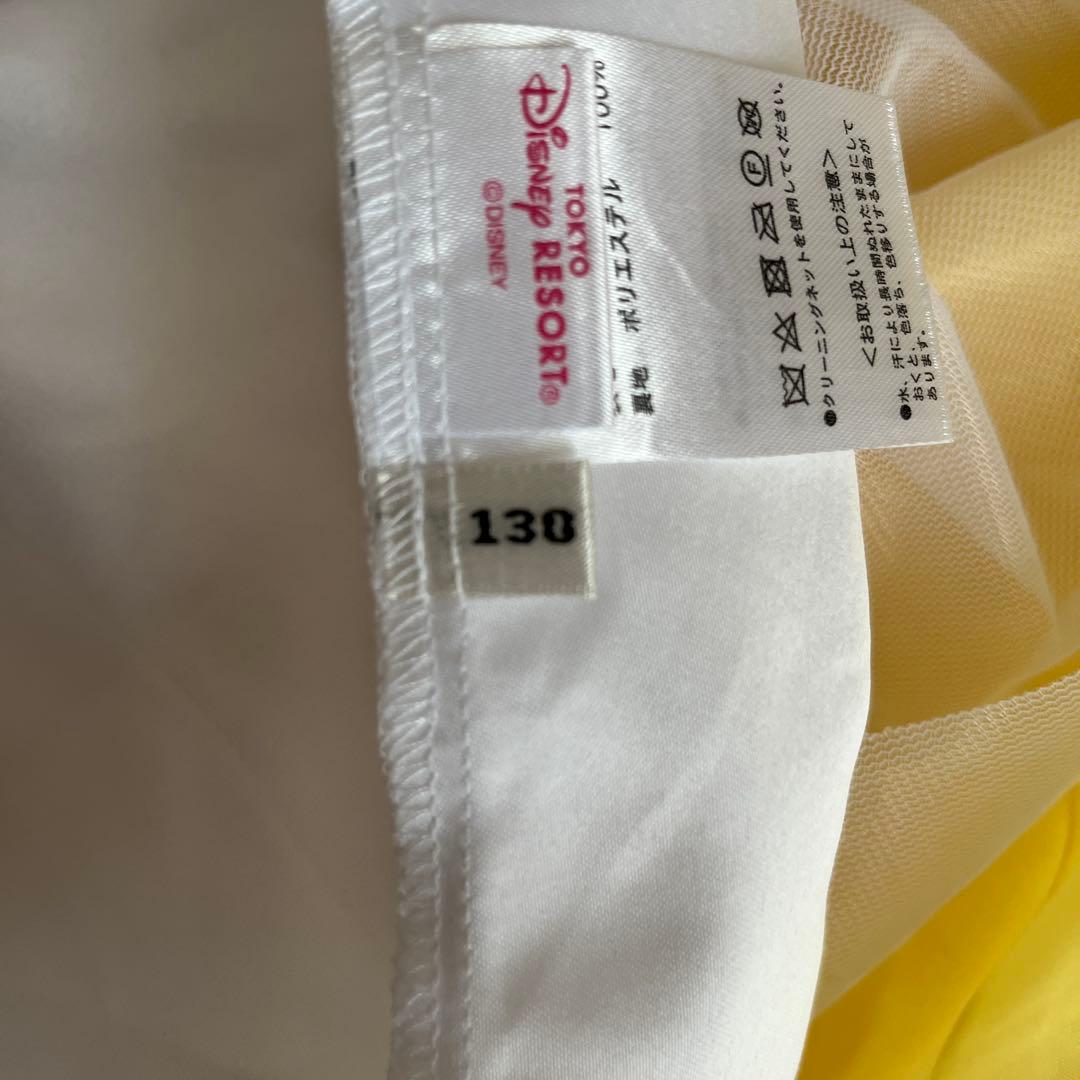 TOKYO
DISNEY RESORT®
©DISNEY
裏地 ポリエステル 100%
●クリーニングネットを使用してください。
<お取扱い上の注意>
●水、汗により長時間ぬれたままにして
おくと、色落ち、色移りする場合が
あります。
130